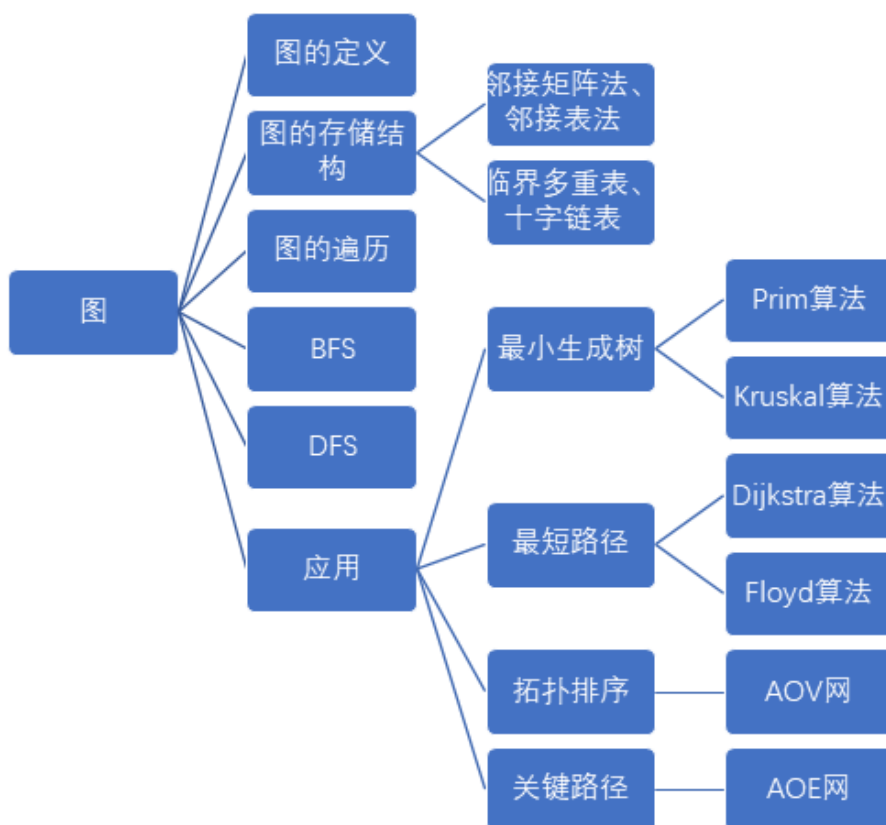 图
图的定义
图的存储结
构
邻接矩阵法、
邻接表法
临界多重表、
十字链表
图的遍历
BFS
DFS
应用
最小生成树
Prim算法
Kruskal算法
最短路径
Dijkstra算法
Floyd算法
拓扑排序
AOV网
关键路径
AOE网